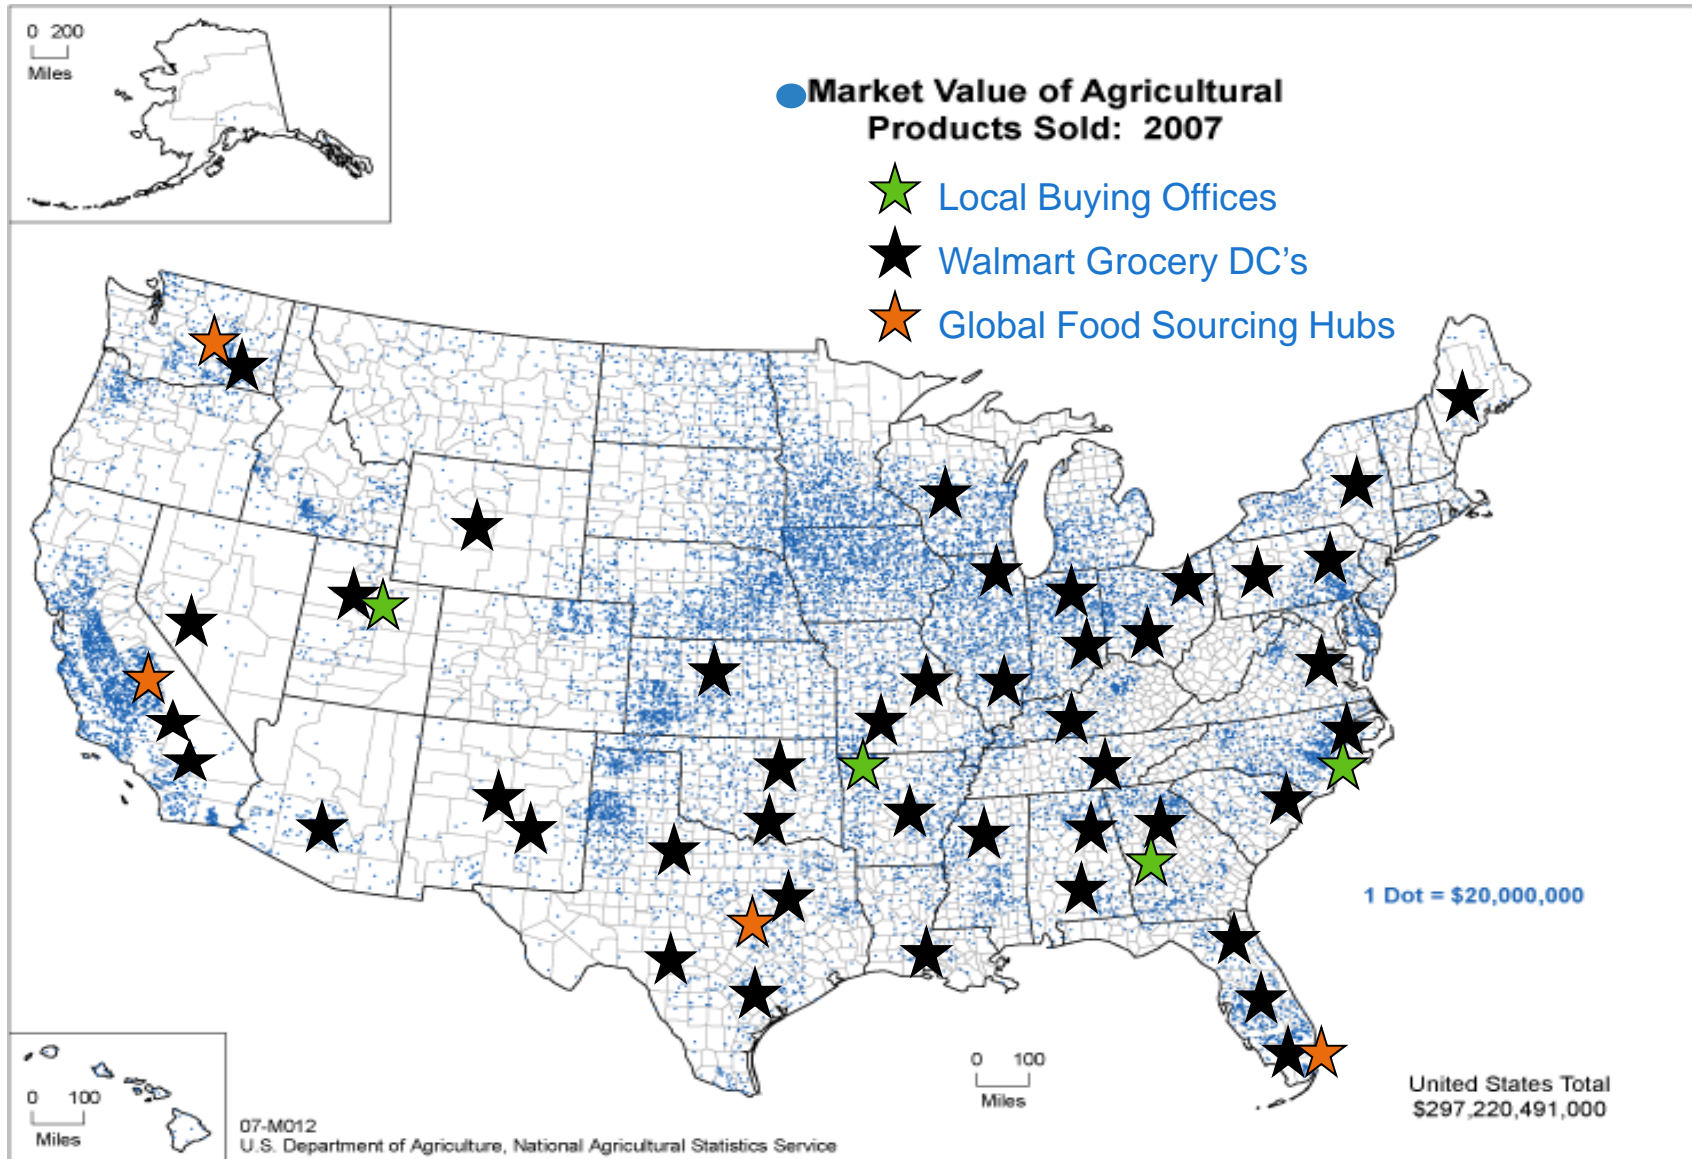 0 200
Miles
Market Value of Agricultural
Products Sold: 2007
Local Buying Offices
Walmart Grocery DC's
Global Food Sourcing Hubs
1 Dot = $20,000,000
0 100
Miles
United States Total
$297,220,491,000
0 100
Miles
07-M012
U.S. Department of Agriculture, National Agricultural Statistics Service